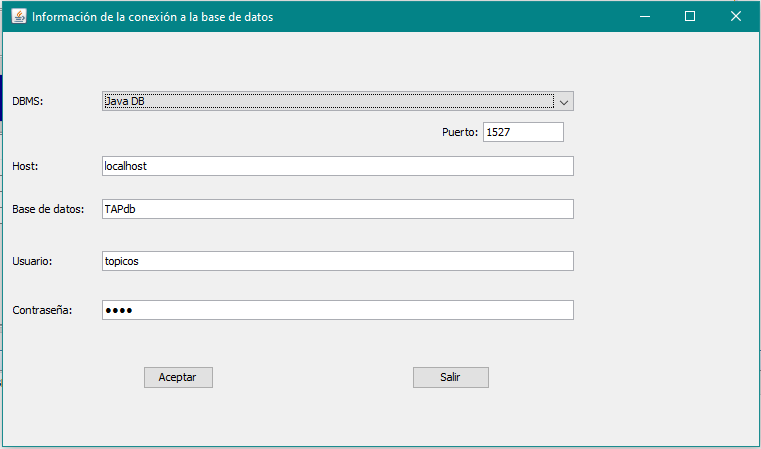 Información de la conexión a la base de datos
DBMS: Java DB
Puerto: 1527
Host: localhost
Base de datos: TAPdb
Usuario: topicos
Contraseña: ●●●●
Aceptar Salir